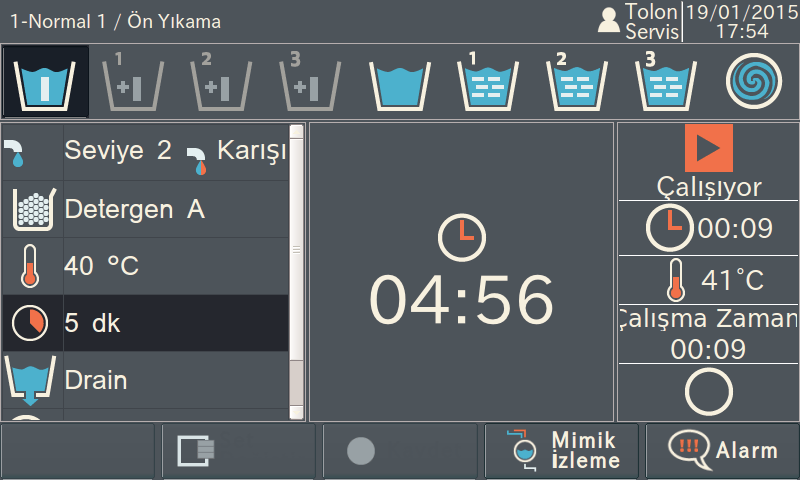 1-Normal 1 / Ön Yıkama
Tolon
Servis
19/01/2015
17:54
1
2
3
1
2
3
Seviye 2
Karışı
Detergen A
40 °C
5 dk
Drain
04:56
Çalışıyor
00:09
41°C
Çalışma Zaman
00:09
Mimik
İzleme
!!!
Alarm